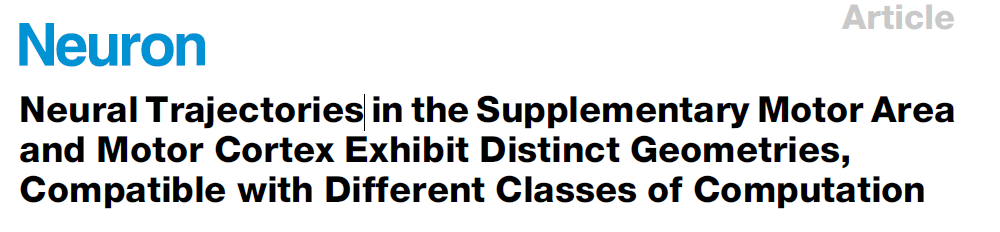 Article
Neuron
Neural Trajectories in the Supplementary Motor Area
and Motor Cortex Exhibit Distinct Geometries,
Compatible with Different Classes of Computation